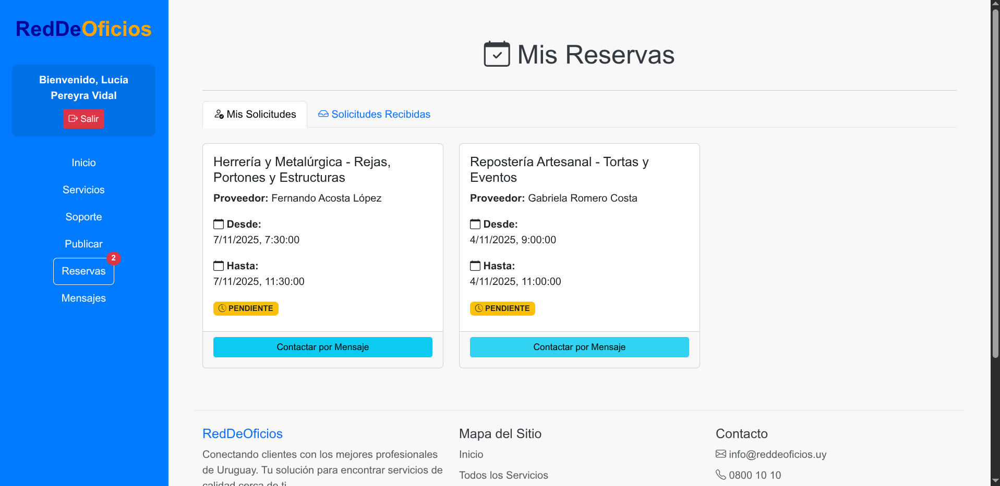 RedDeOficios
Bienvenido, Lucía
Pereyra Vidal
Salir
Inicio
Servicios
Soporte
Publicar
2
Reservas
Mensajes
Mis Reservas
Mis Solicitudes
Solicitudes Recibidas
Herrería y Metalúrgica - Rejas,
Portones y Estructuras
Proveedor: Fernando Acosta López
Desde:
7/11/2025, 7:30:00
Hasta:
7/11/2025, 11:30:00
PENDIENTE
Contactar por Mensaje
Repostería Artesanal - Tortas y
Eventos
Proveedor: Gabriela Romero Costa
Desde:
4/11/2025, 9:00:00
Hasta:
4/11/2025, 11:00:00
PENDIENTE
Contactar por Mensaje
RedDeOficios
Conectando clientes con los mejores profesionales
de Uruguay. Tu solución para encontrar servicios de
calidad cerca de ti
Mapa del Sitio
Inicio
Todos los Servicios
Contacto
info@reddeoficios.uy
0800 10 10